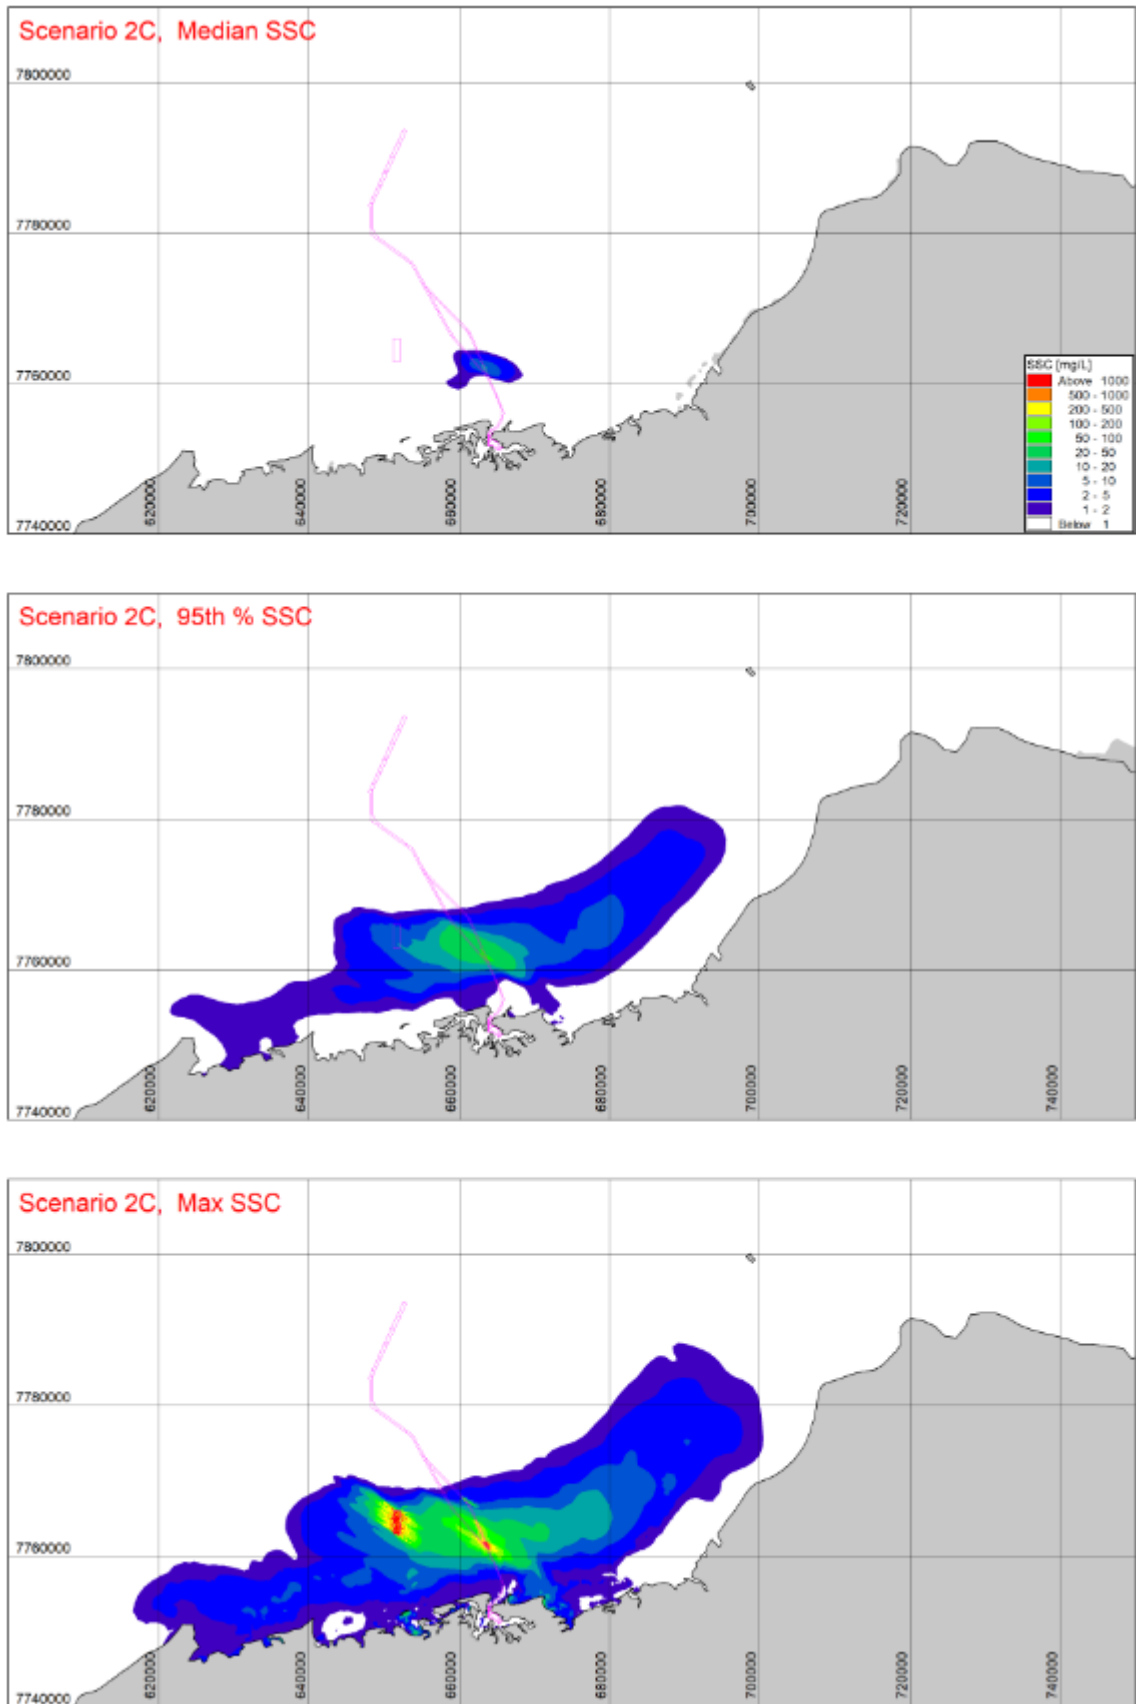 Scenario 2C, Median SSC
7800000
7780000
7760000
7740000
620000
640000
660000
680000
700000
720000
SSC [mg/L]
Above 1000
500 - 1000
200 - 500
100 - 200
50 - 100
20 - 50
10 - 20
5 - 10
2 - 5
1 - 2
Below 1
Scenario 2C, 95th % SSC
7800000
7780000
7760000
7740000
620000
640000
660000
680000
700000
720000
740000
Scenario 2C, Max SSC
7800000
7780000
7760000
7740000
620000
640000
660000
680000
700000
720000
740000